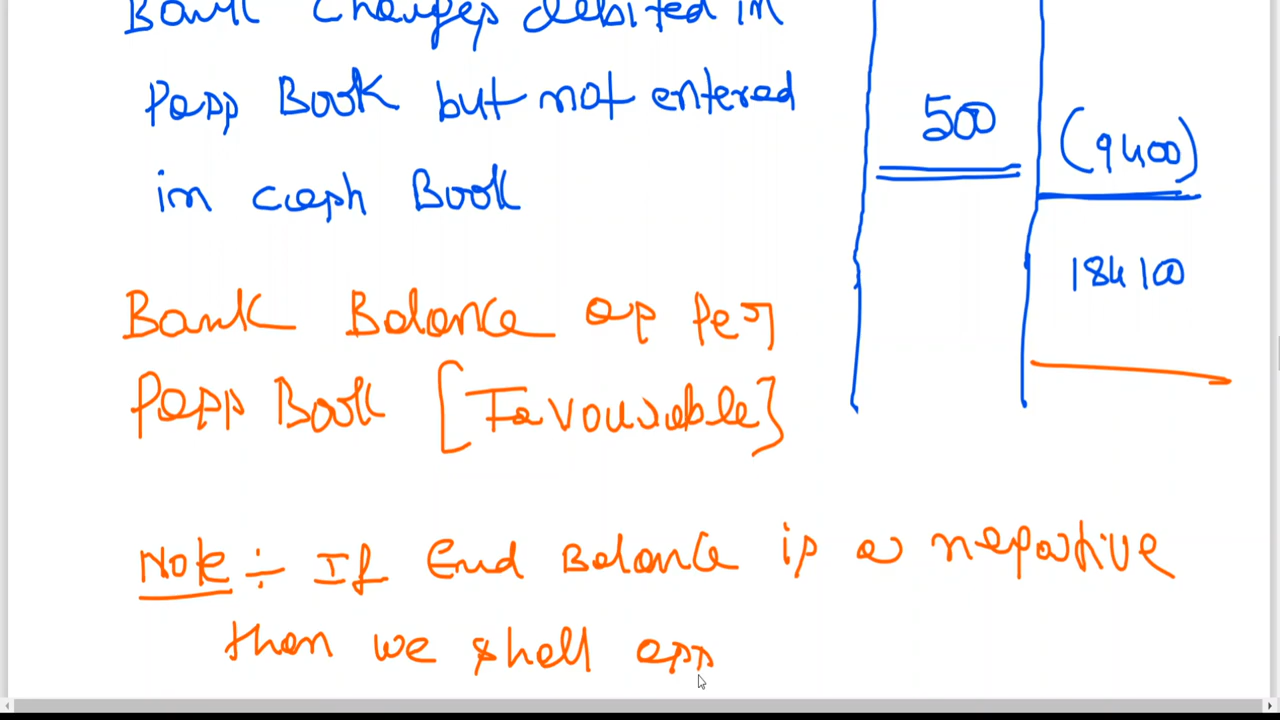 Bank Charges debited in
Pass Book but not entered
500
(9400)
in cash Book
184100
Bank Balance as per
Pass Book [Favourable]
Note ÷ If End Balance is a negative
then we shall ass